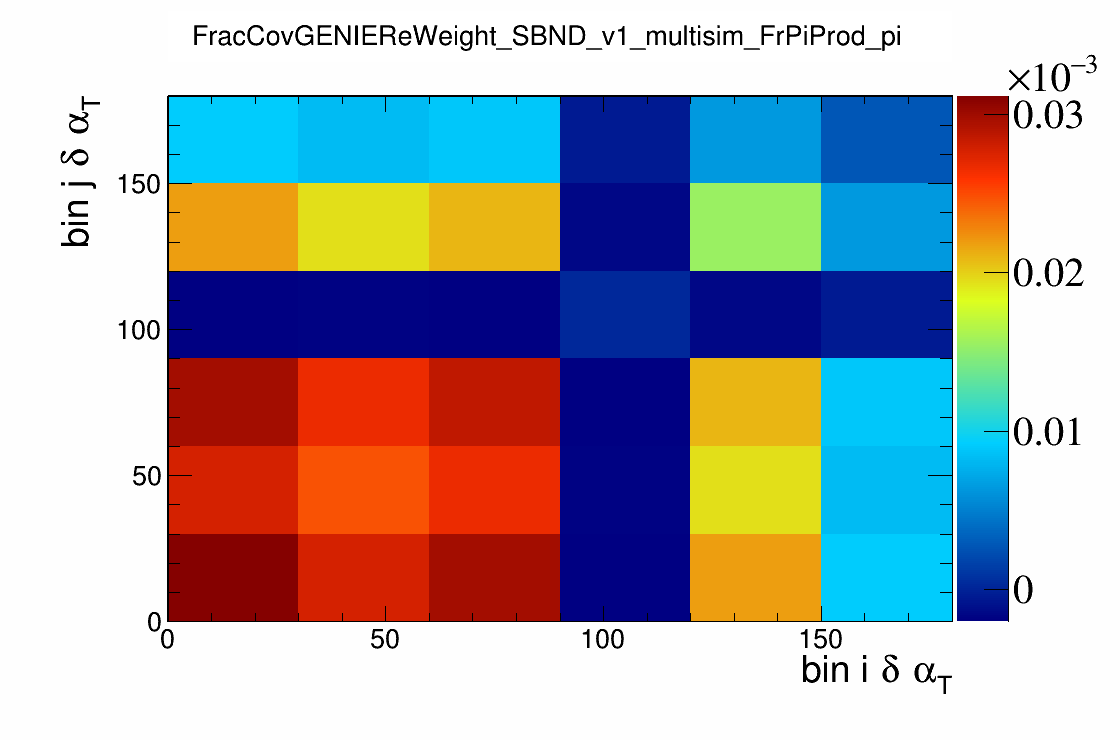 FracCovGENIEReWeight_SBND_v1_multisim_FrPiProd_pi
×10⁻³
0.03
0.02
0.01
0
bin j δ α_T
150
100
50
0
0 50 100 150
bin i δ α_T